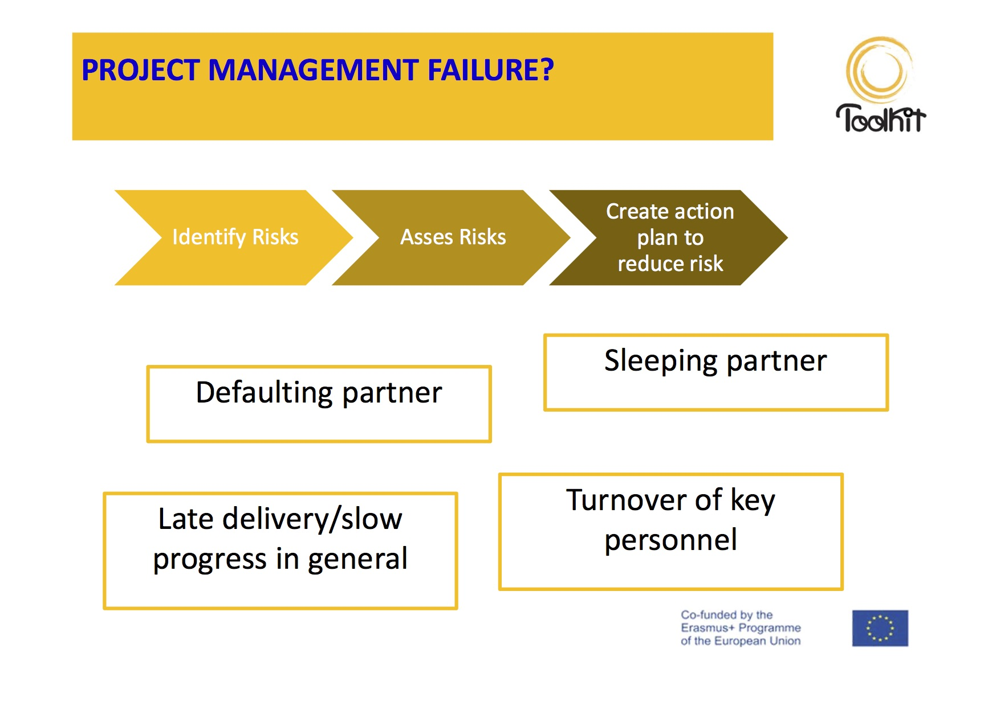 PROJECT MANAGEMENT FAILURE?
Toolkit
Identify Risks
Asses Risks
Create action
plan to
reduce risk
Sleeping partner
Defaulting partner
Turnover of key
personnel
Late delivery/slow
progress in general
Co-funded by the
Erasmus+ Programme
of the European Union